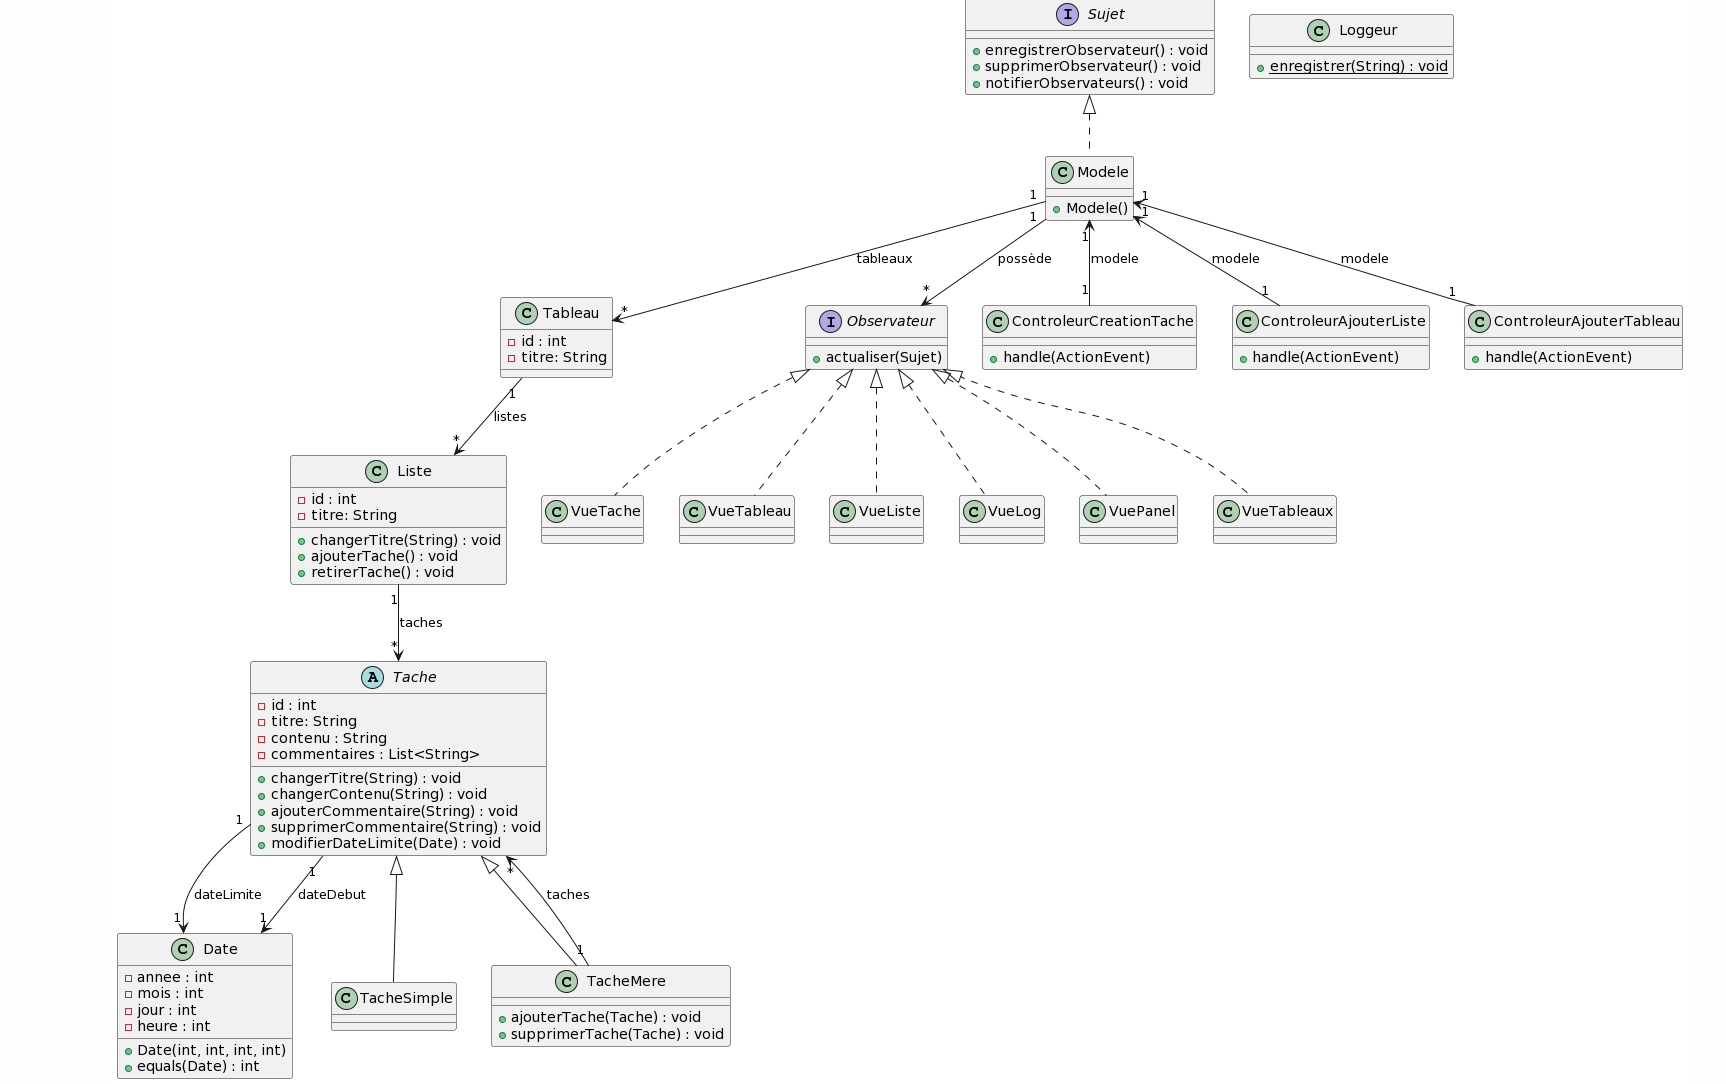 I Sujet
enregistrerObservateur() : void
supprimerObservateur() : void
notifierObservateurs() : void
C Loggeur
enregistrer(String) : void
C Modele
Modele()
1
1
1
1
1
tableaux
possède
modele
modele
modele
*
*
1
1
1
C Tableau
id : int
titre: String
1
listes
*
I Observateur
actualiser(Sujet)
C ControleurCreationTache
handle(ActionEvent)
C ControleurAjouterListe
handle(ActionEvent)
C ControleurAjouterTableau
handle(ActionEvent)
C Liste
id : int
titre: String
changerTitre(String) : void
ajouterTache() : void
retirerTache() : void
C VueTache
C VueTableau
C VueListe
C VueLog
C VuePanel
C VueTableaux
1
taches
*
A Tache
id : int
titre: String
contenu : String
commentaires : List<String>
changerTitre(String) : void
changerContenu(String) : void
ajouterCommentaire(String) : void
supprimerCommentaire(String) : void
modifierDateLimite(Date) : void
1
1
*
dateLimite
dateDebut
taches
1
1
1
C Date
annee : int
mois : int
jour : int
heure : int
Date(int, int, int, int)
equals(Date) : int
C TacheSimple
C TacheMere
ajouterTache(Tache) : void
supprimerTache(Tache) : void